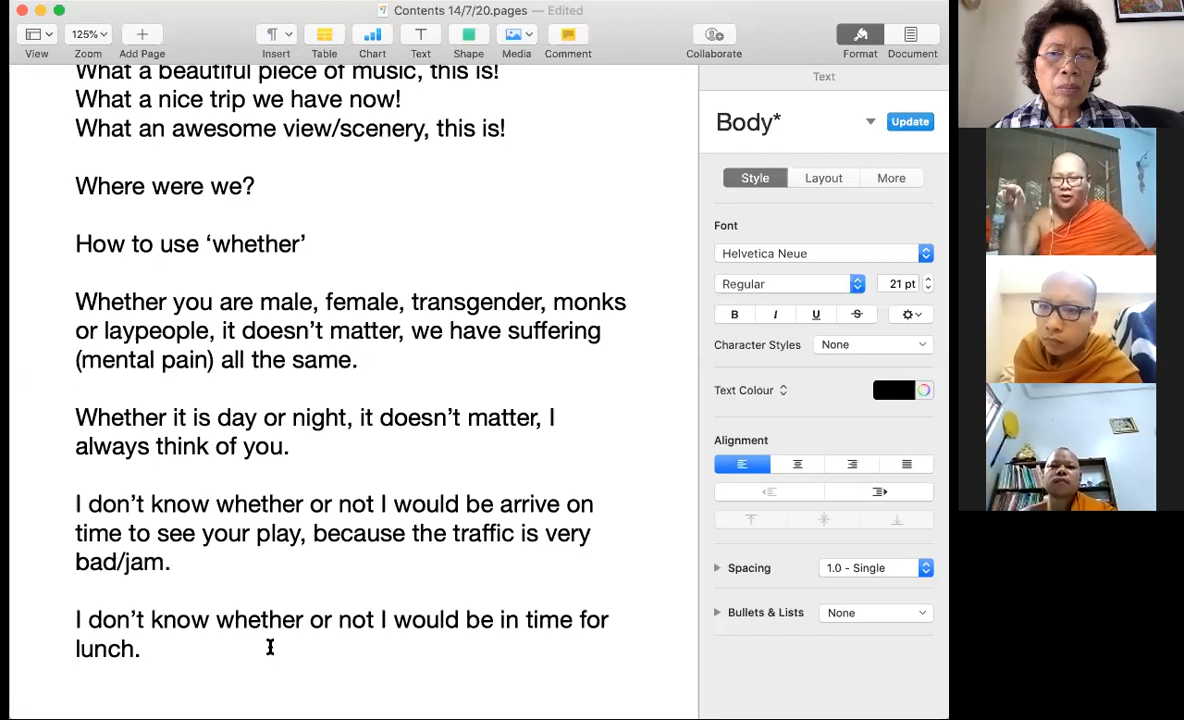 Contents 14/7/20.pages — Edited
125%
View
Zoom
Add Page
Insert
Table
Chart
Text
Shape
Media
Comment
Collaborate
Format
Document
What a beautiful piece of music, this is!
What a nice trip we have now!
What an awesome view/scenery, this is!
Where were we?
How to use ‘whether’
Whether you are male, female, transgender, monks
or laypeople, it doesn’t matter, we have suffering
(mental pain) all the same.
Whether it is day or night, it doesn’t matter, I
always think of you.
I don’t know whether or not I would be arrive on
time to see your play, because the traffic is very
bad/jam.
I don’t know whether or not I would be in time for
lunch.
Text
Body*
Update
Style
Layout
More
Font
Helvetica Neue
Regular
21 pt
B I U S
Character Styles
None
Text Colour
Alignment
Spacing
1.0 - Single
Bullets & Lists
None